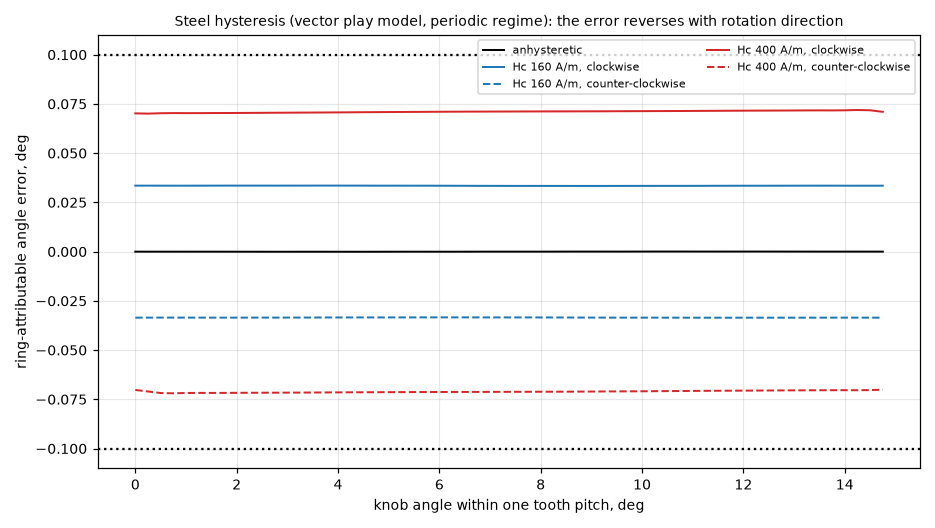 Steel hysteresis (vector play model, periodic regime): the error reverses with rotation direction
anhysteretic
Hc 160 A/m, clockwise
Hc 160 A/m, counter-clockwise
Hc 400 A/m, clockwise
Hc 400 A/m, counter-clockwise
ring-attributable angle error, deg
0.100
0.075
0.050
0.025
0.000
−0.025
−0.050
−0.075
−0.100
0 2 4 6 8 10 12 14
knob angle within one tooth pitch, deg